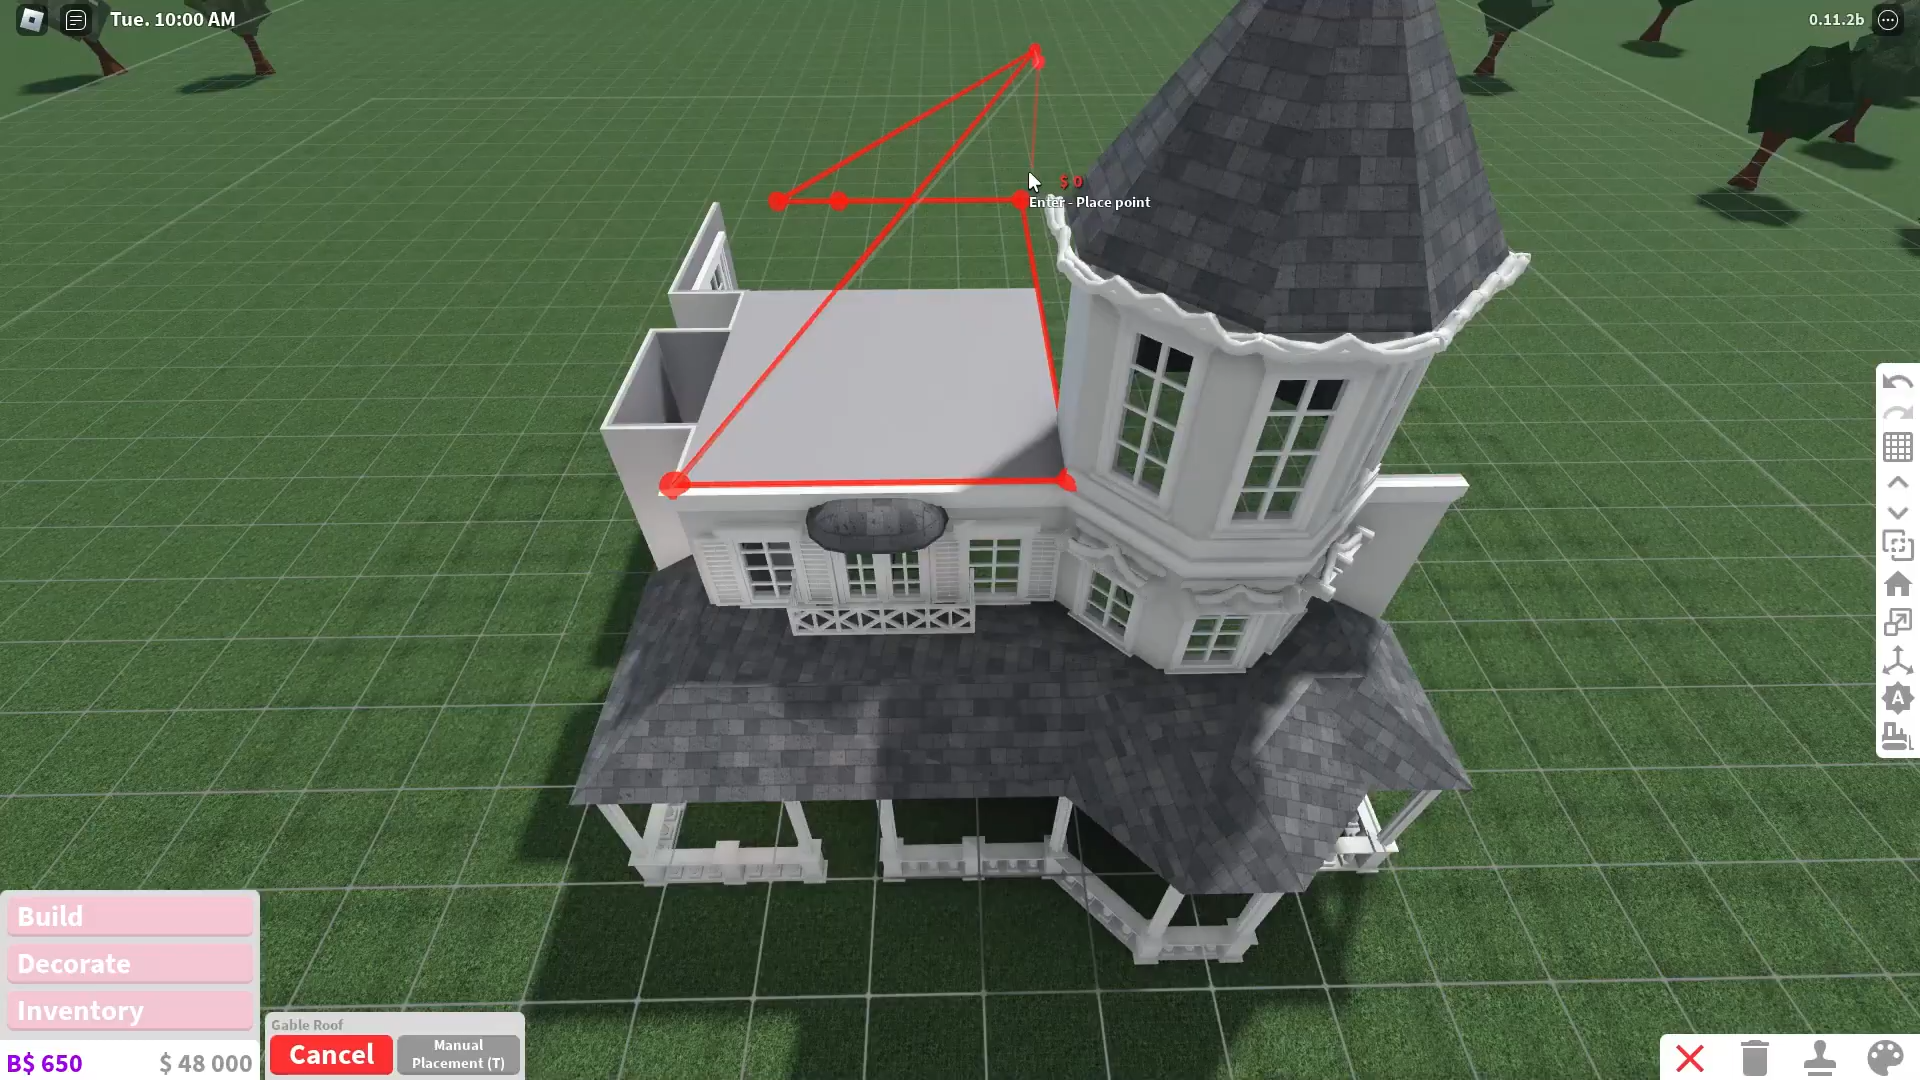 Tue. 10:00 AM
0.11.2b
$ 0
Enter - Place point
A
Build
Decorate
Inventory
B$ 650
$ 48 000
Gable Roof
Cancel
Manual
Placement (T)